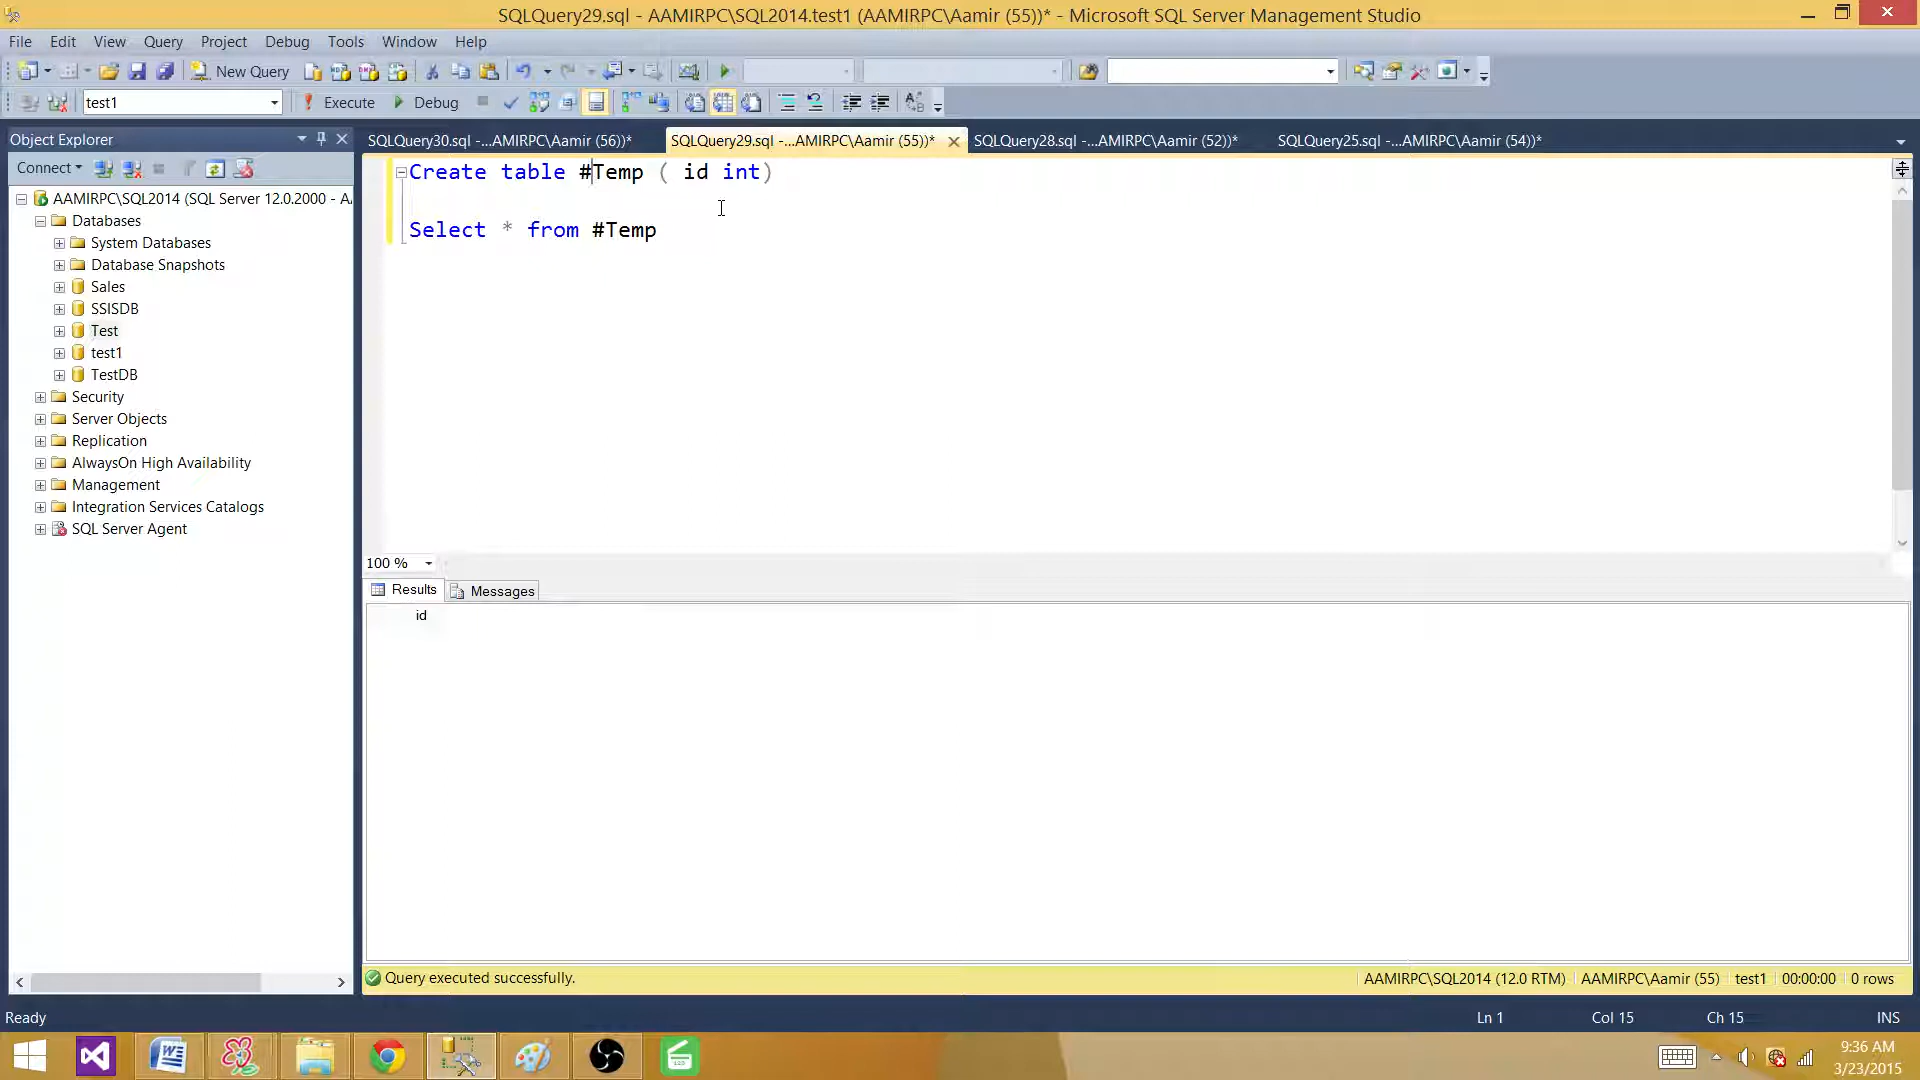 SQLQuery29.sql - AAMIRPC\SQL2014.test1 (AAMIRPC\Aamir (55))* - Microsoft SQL Server Management Studio
File Edit View Query Project Debug Tools Window Help
New Query
test1 Execute Debug
Object Explorer
SQLQuery30.sql -...AMIRPC\Aamir (56))* SQLQuery29.sql -...AMIRPC\Aamir (55))* SQLQuery28.sql -...AMIRPC\Aamir (52))* SQLQuery25.sql -...AMIRPC\Aamir (54))*
Connect
AAMIRPC\SQL2014 (SQL Server 12.0.2000 - A
Databases
System Databases
Database Snapshots
Sales
SSISDB
Test
test1
TestDB
Security
Server Objects
Replication
AlwaysOn High Availability
Management
Integration Services Catalogs
SQL Server Agent
Create table #Temp ( id int)
Select * from #Temp
100 %
Results Messages
id
Query executed successfully. AAMIRPC\SQL2014 (12.0 RTM) AAMIRPC\Aamir (55) test1 00:00:00 0 rows
Ready Ln 1 Col 15 Ch 15 INS
9:36 AM
3/23/2015